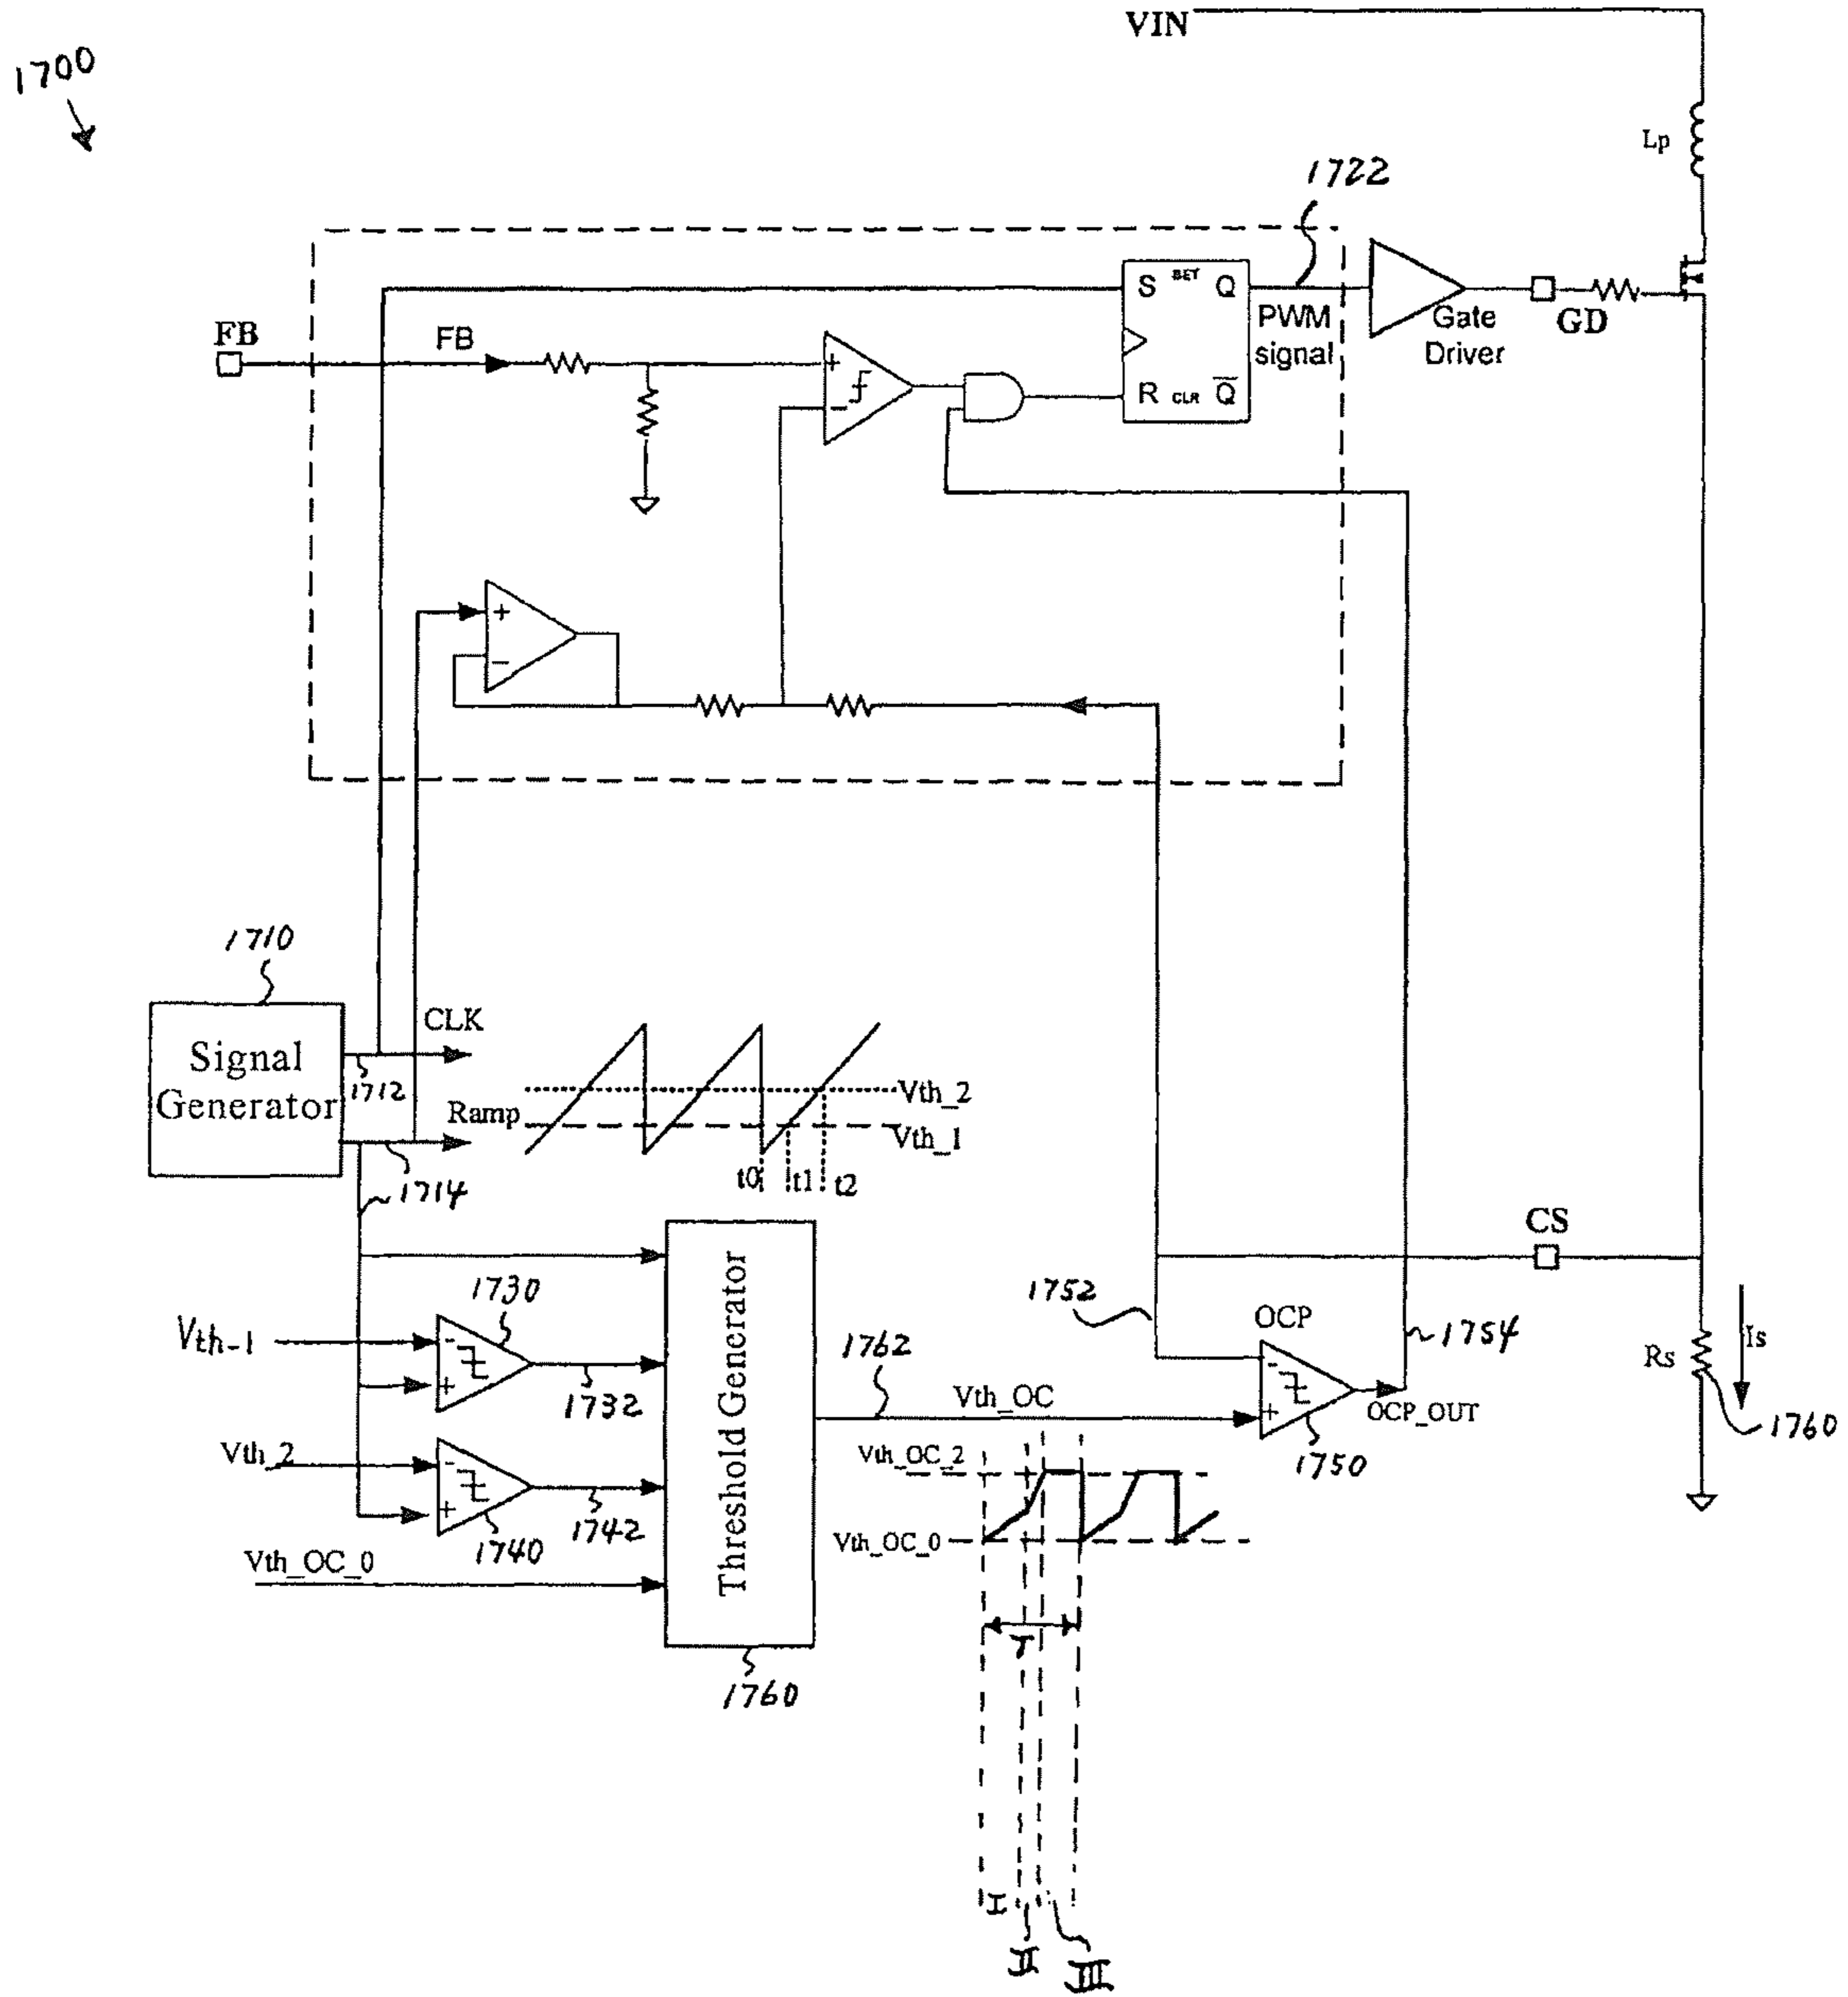 VIN
1700
Lp
1722
S SET Q
PWM
signal
R CLR Q̅
Gate
Driver
GD
FB
FB
+
-
+
-
1710
Signal
Generator
CLK
1712
Ramp
Vth_2
Vth_1
t0 t1 t2
1714
CS
1730
Vth-1
-
+
1732
Threshold Generator
1762
1752
OCP
1754
Vth_OC
-
+
OCP_OUT
Rs
Is
1760
1750
Vth_2
-
+
1742
1740
Vth_OC_2
Vth_OC_0
Vth_OC_0
T
1760
I
II
III